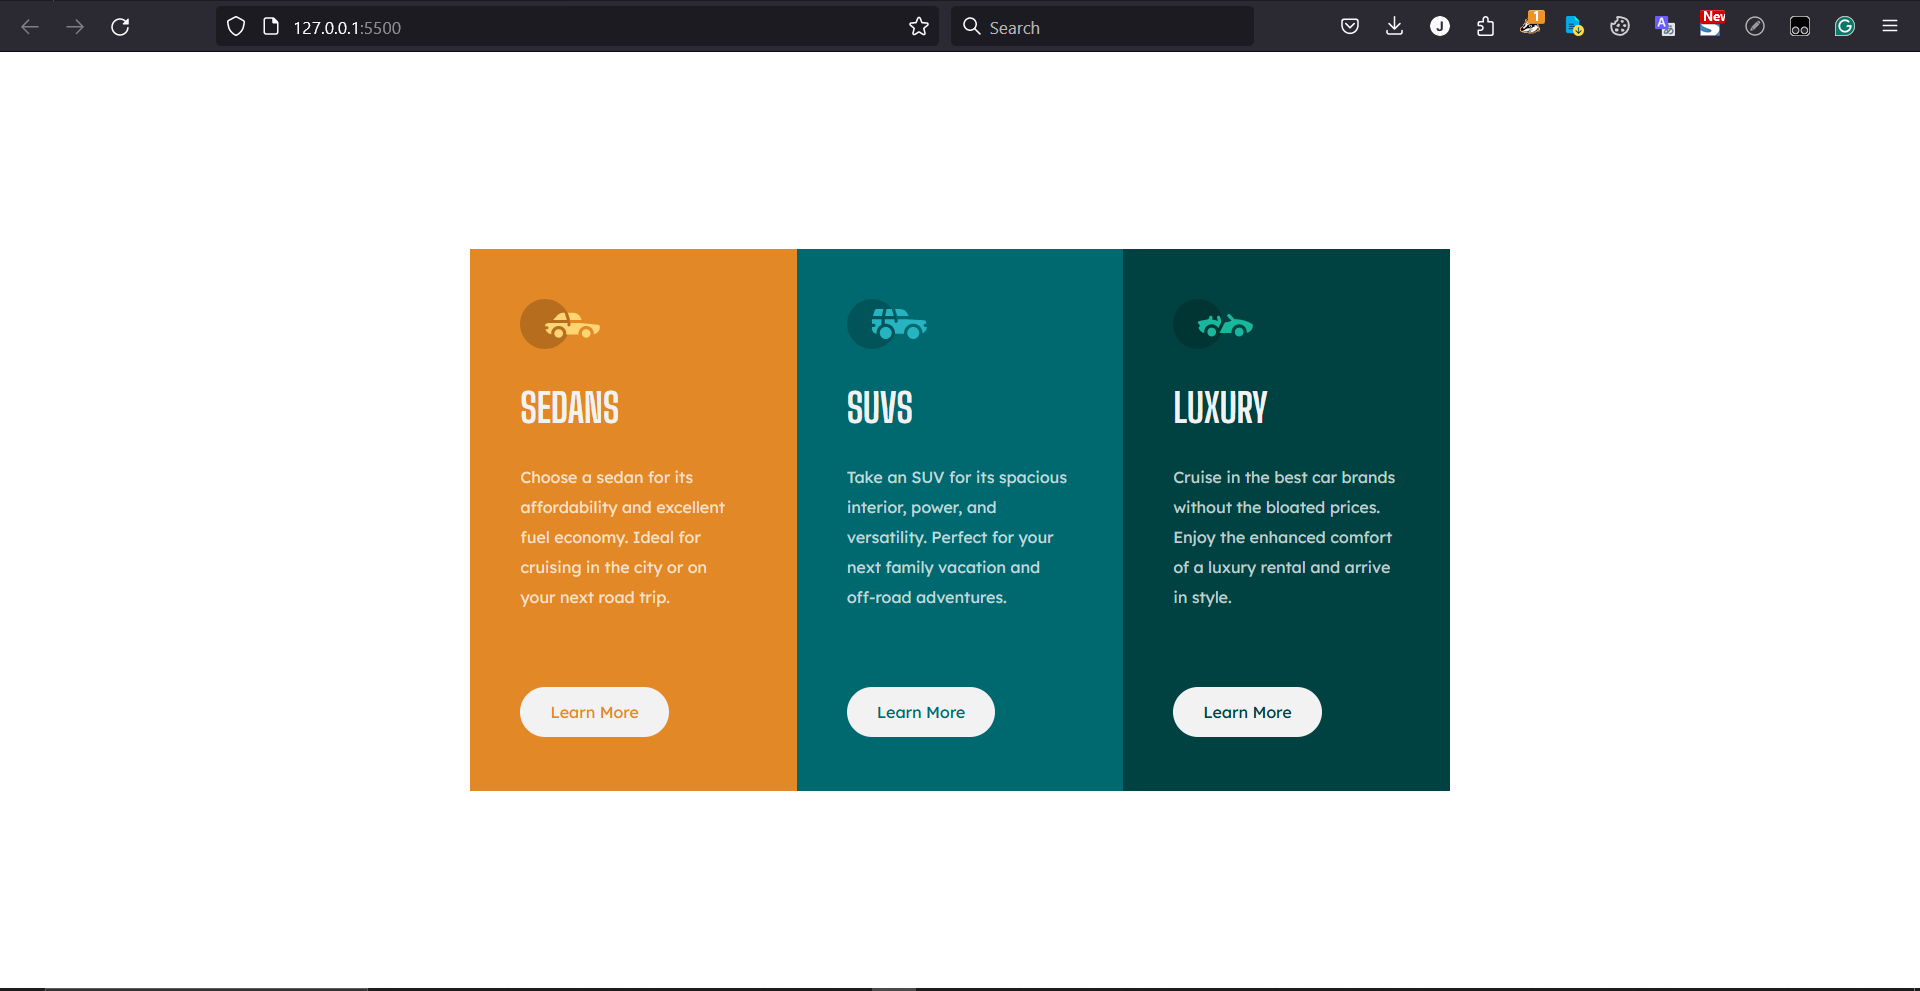 127.0.0.1:5500
Search
J
1
A
New
G
SEDANS
Choose a sedan for its
affordability and excellent
fuel economy. Ideal for
cruising in the city or on
your next road trip.
Learn More
SUVS
Take an SUV for its spacious
interior, power, and
versatility. Perfect for your
next family vacation and
off-road adventures.
Learn More
LUXURY
Cruise in the best car brands
without the bloated prices.
Enjoy the enhanced comfort
of a luxury rental and arrive
in style.
Learn More